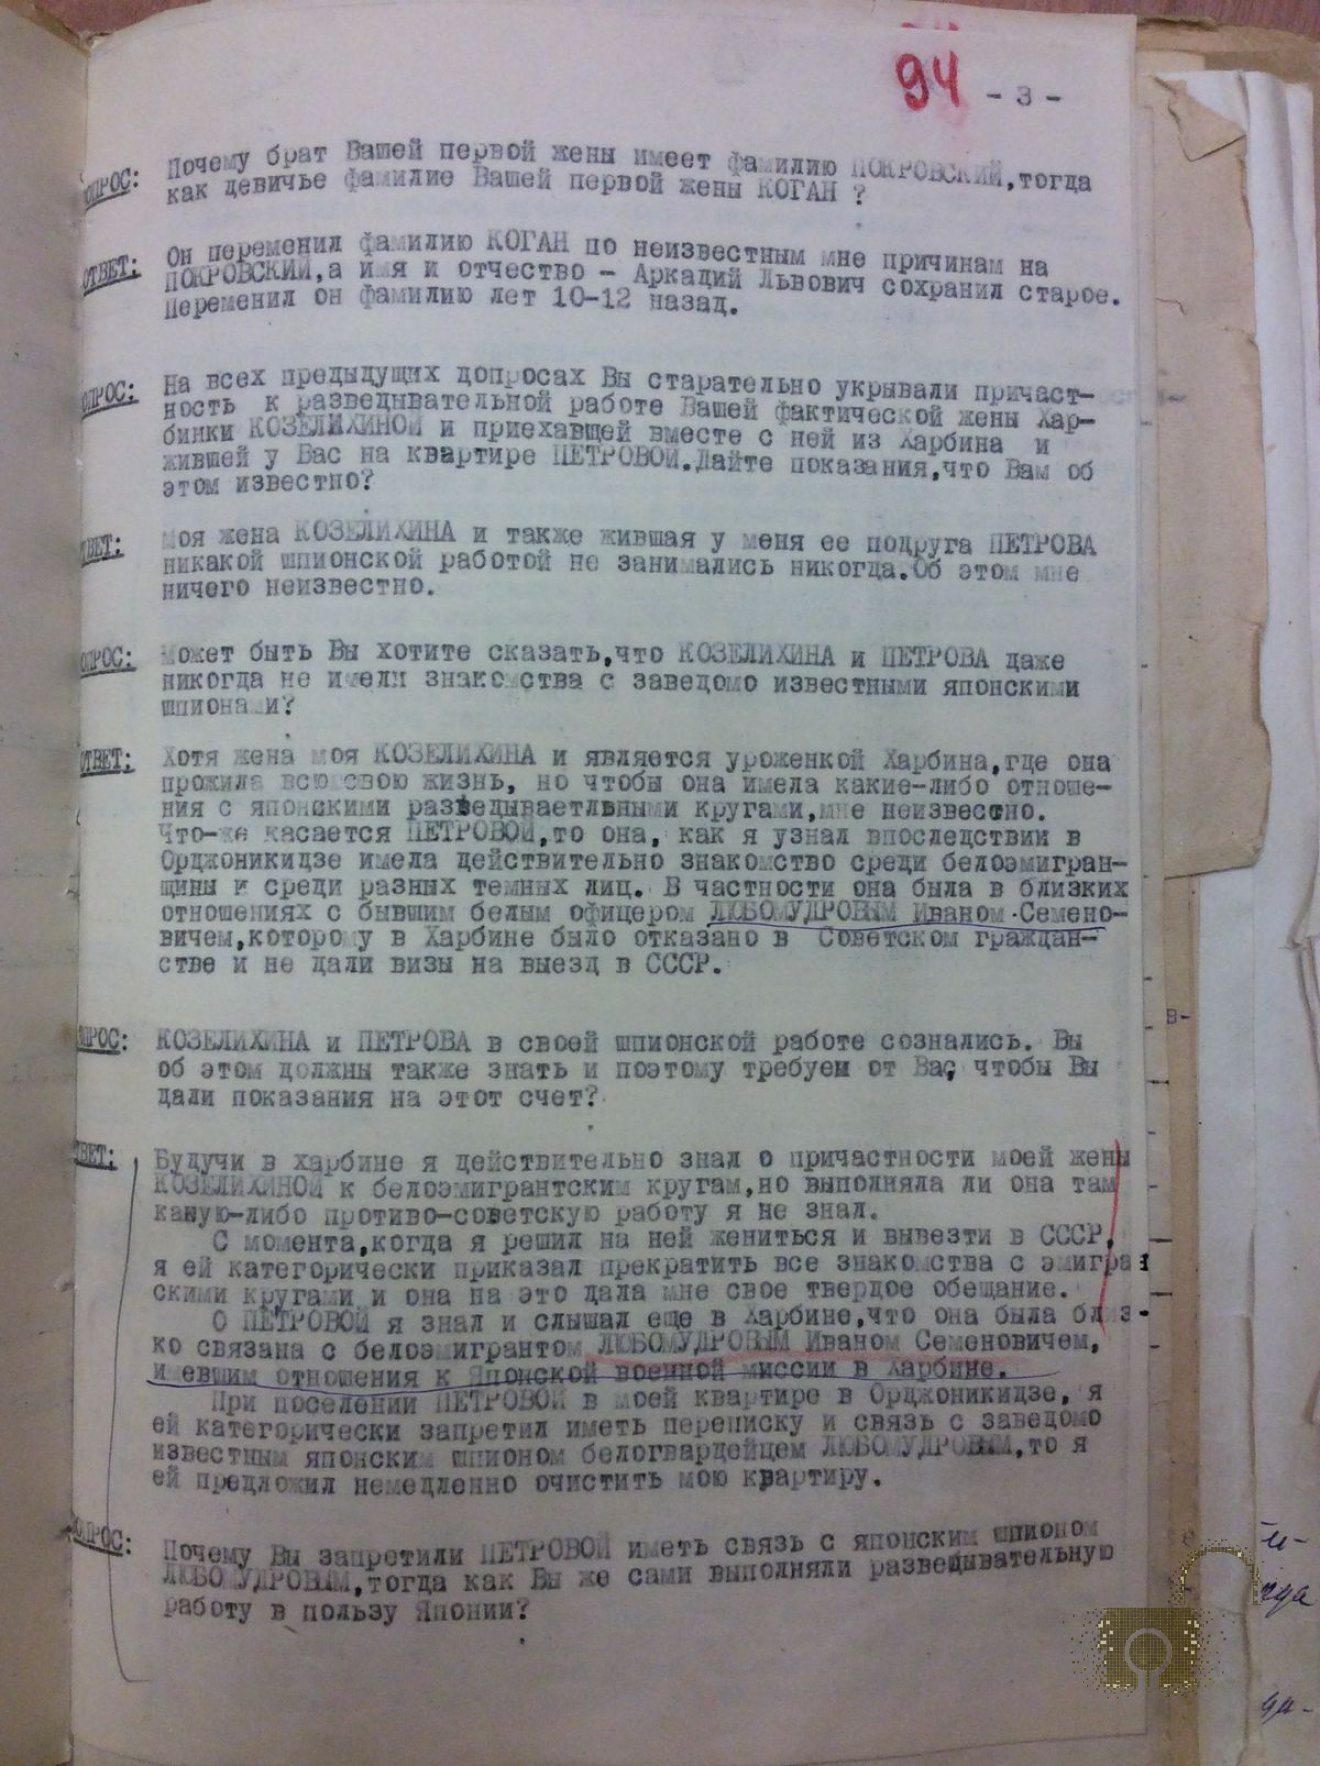 94 - 3 -
ОПРОС: Почему брат Вашей первой жены имеет фамилию ПОКРОВСКИЙ,тогда
как девичье фамилие Вашей первой жены КОГАН ?
ОТВЕТ: Он переменил фамилию КОГАН по неизвестным мне причинам на
ПОКРОВСКИЙ,а имя и отчество - Аркадий Львович сохранил старое.
Переменил он фамилию лет 10-12 назад.
ОПРОС: На всех предыдущих допросах Вы старательно укрывали причаст-
ность к разведывательной работе Вашей фактической жены Хар-
бинки КОЗЕЛИХИНОЙ и приехавщей вместе с ней из Харбина и
жившей у Вас на квартире ПЕТРОВОЙ.Дайте показания,что Вам об
этом известно?
ТВЕТ: Моя жена КОЗЕЛИХИНА и также жившая у меня ее подруга ПЕТРОВА
никакой шпионской работой не занимались никогда.Об этом мне
ничего неизвестно.
ОПРОС: Может быть Вы хотите сказать,что КОЗЕЛИХИНА и ПЕТРОВА даже
никогда не имели знакомства с заведомо известными японскими
шпионами?
ОТВЕТ: Хотя жена моя КОЗЕЛИХИНА и является уроженкой Харбина,где она
прожила всю свою жизнь, но чтобы она имела какие-либо отноше-
ния с японскими разведываетльными кругами,мне неизвестно.
Что-же касается ПЕТРОВОЙ,то она, как я узнал впоследствии в
Орджоникидзе имела действительно знакомство среди белоэмигран-
щины и среди разных темных лиц. В частности она была в близких
отношениях с бывшим белым офицером ЛЮБОМУДРОВЫМ Иваном Семено-
вичем,которому в Харбине было отказано в Советском граждан-
стве и не дали визы на выезд в СССР.
ПРОС: КОЗЕЛИХИНА и ПЕТРОВА в своей шпионской работе сознались. Вы
об этом должны также знать и поэтому требуем от Вас, чтобы Вы
дали показания на этот счет?
ТВЕТ: Будучи в Харбине я действительно знал о причастности моей жены
КОЗЕЛИХИНОЙ к белоэмигрантским кругам,но выполняла ли она там
какую-либо противо-советскую работу я не знал.
С момента,когда я решил на ней жениться и вывезти в СССР,
я ей категорически приказал прекратить все знакомства с эмигран
скими кругами и она на это дала мне свое твердое обещание.
О ПЕТРОВОЙ я знал и слышал еще в Харбине,что она была близ-
ко связана с белоэмигрантом ЛЮБОМУДРОВЫМ Иваном Семеновичем,
имевшим отношения к Японской военной миссии в Харбине.
При поселении ПЕТРОВОЙ в моей квартире в Орджоникидзе, я
ей категорически запретил иметь переписку и связь с заведомо
известным японским шпионом белогвардейцем ЛЮБОМУДРОВЫМ,то я
ей предложил немедленно очистить мою квартиру.
ОПРОС: Почему Вы запретили ПЕТРОВОЙ иметь связь с японским шпионом
ЛЮБОМУДРОВЫМ,тогда как Вы же сами выполняли разведывательную
работу в пользу Японии?